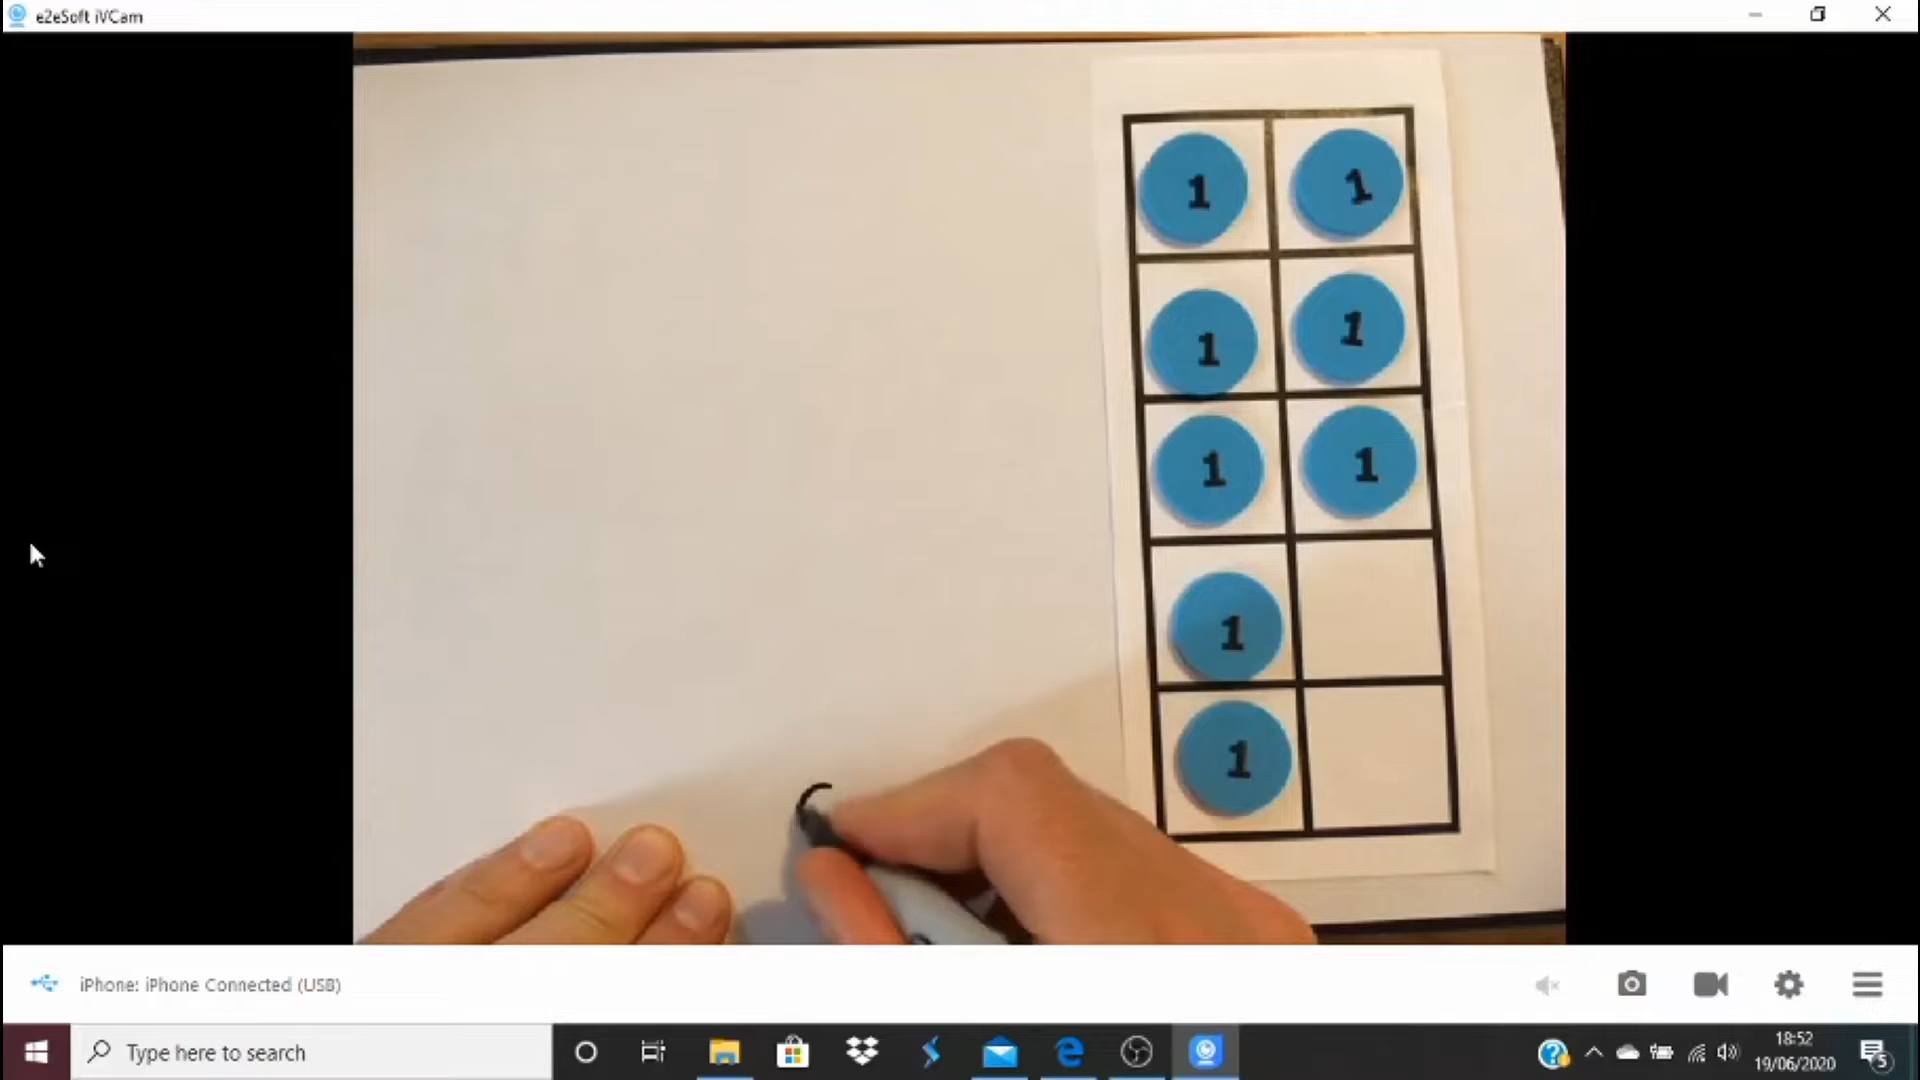 e2eSoft iVCam
1 1
1 1
1 1
1
1
iPhone: iPhone Connected (USB)
Type here to search
18:52
19/06/2020
5